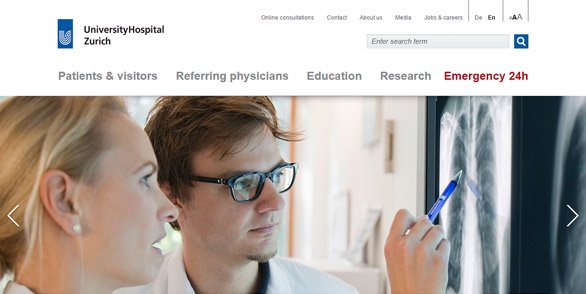 Online consultations Contact About us Media Jobs & careers De En AAA
UniversityHospital
Zurich
Enter search term
Patients & visitors Referring physicians Education Research Emergency 24h